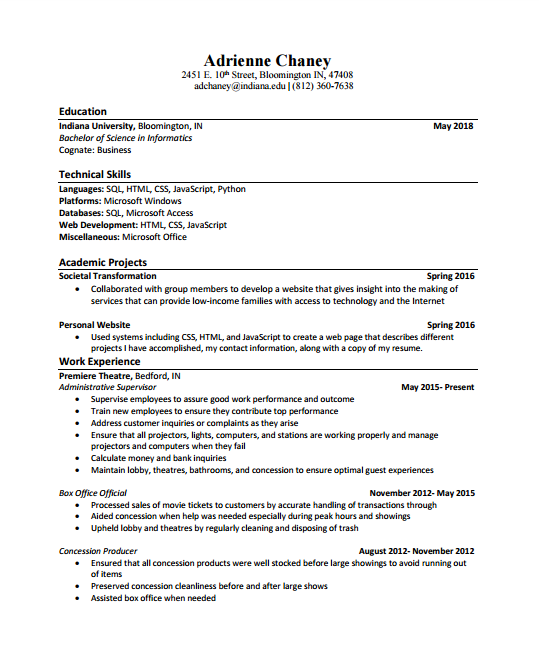 Adrienne Chaney
2451 E. 10th Street, Bloomington IN, 47408
adchaney@indiana.edu | (812) 360-7638
Education
Indiana University, Bloomington, IN May 2018
Bachelor of Science in Informatics
Cognate: Business
Technical Skills
Languages: SQL, HTML, CSS, JavaScript, Python
Platforms: Microsoft Windows
Databases: SQL, Microsoft Access
Web Development: HTML, CSS, JavaScript
Miscellaneous: Microsoft Office
Academic Projects
Societal Transformation Spring 2016
• Collaborated with group members to develop a website that gives insight into the making of
services that can provide low-income families with access to technology and the Internet
Personal Website Spring 2016
• Used systems including CSS, HTML, and JavaScript to create a web page that describes different
projects I have accomplished, my contact information, along with a copy of my resume.
Work Experience
Premiere Theatre, Bedford, IN
Administrative Supervisor May 2015- Present
• Supervise employees to assure good work performance and outcome
• Train new employees to ensure they contribute top performance
• Address customer inquiries or complaints as they arise
• Ensure that all projectors, lights, computers, and stations are working properly and manage
projectors and computers when they fail
• Calculate money and bank inquiries
• Maintain lobby, theatres, bathrooms, and concession to ensure optimal guest experiences
Box Office Official November 2012- May 2015
• Processed sales of movie tickets to customers by accurate handling of transactions through
• Aided concession when help was needed especially during peak hours and showings
• Upheld lobby and theatres by regularly cleaning and disposing of trash
Concession Producer August 2012- November 2012
• Ensured that all concession products were well stocked before large showings to avoid running out
of items
• Preserved concession cleanliness before and after large shows
• Assisted box office when needed